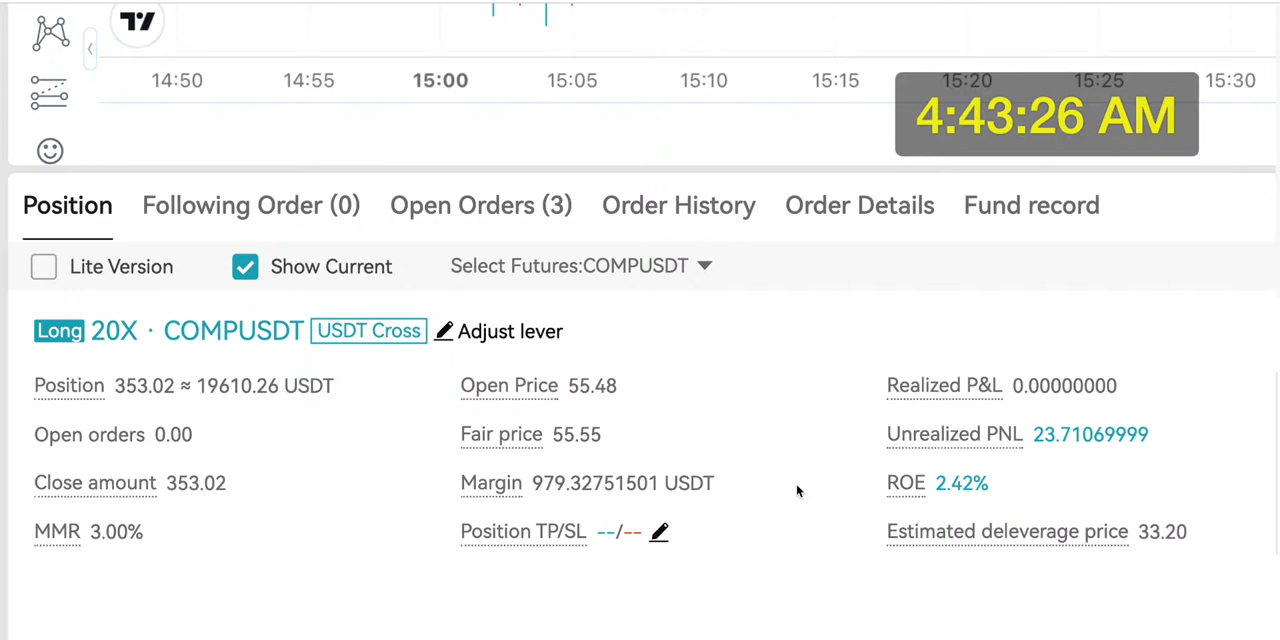 14:50 14:55 15:00 15:05 15:10 15:15 15:20 15:25 15:30
4:43:26 AM
Position Following Order (0) Open Orders (3) Order History Order Details Fund record
Lite Version Show Current Select Futures:COMPUSDT
Long 20X · COMPUSDT USDT Cross Adjust lever
Position 353.02 ≈ 19610.26 USDT Open Price 55.48 Realized P&L 0.00000000
Open orders 0.00 Fair price 55.55 Unrealized PNL 23.71069999
Close amount 353.02 Margin 979.32751501 USDT ROE 2.42%
MMR 3.00% Position TP/SL --/-- Estimated deleverage price 33.20